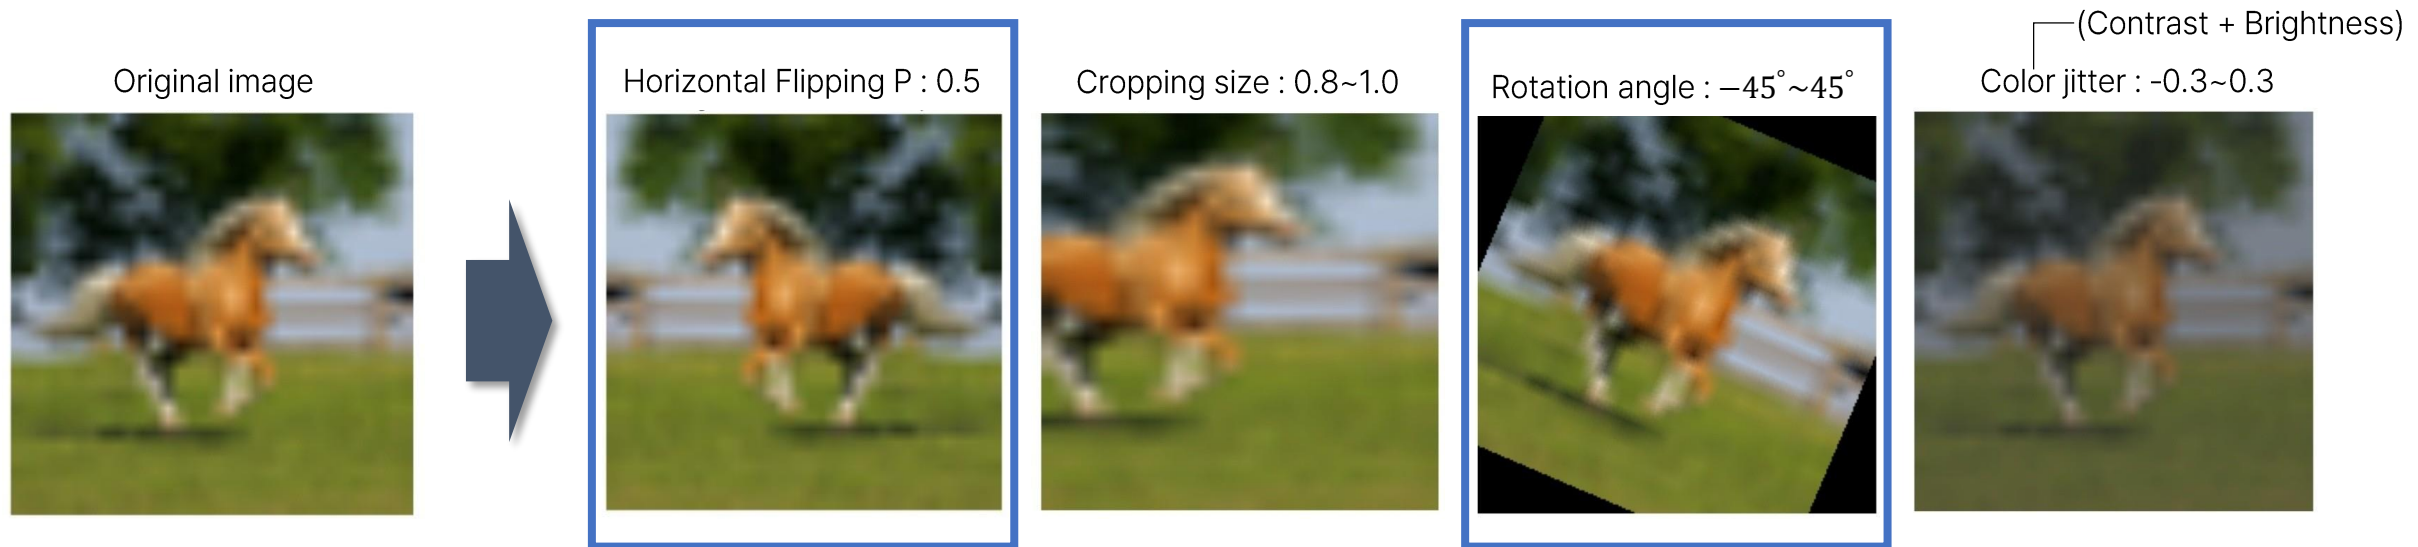 (Contrast + Brightness)
Original image
Horizontal Flipping P : 0.5
Cropping size : 0.8~1.0
Rotation angle : −45°~45°
Color jitter : -0.3~0.3